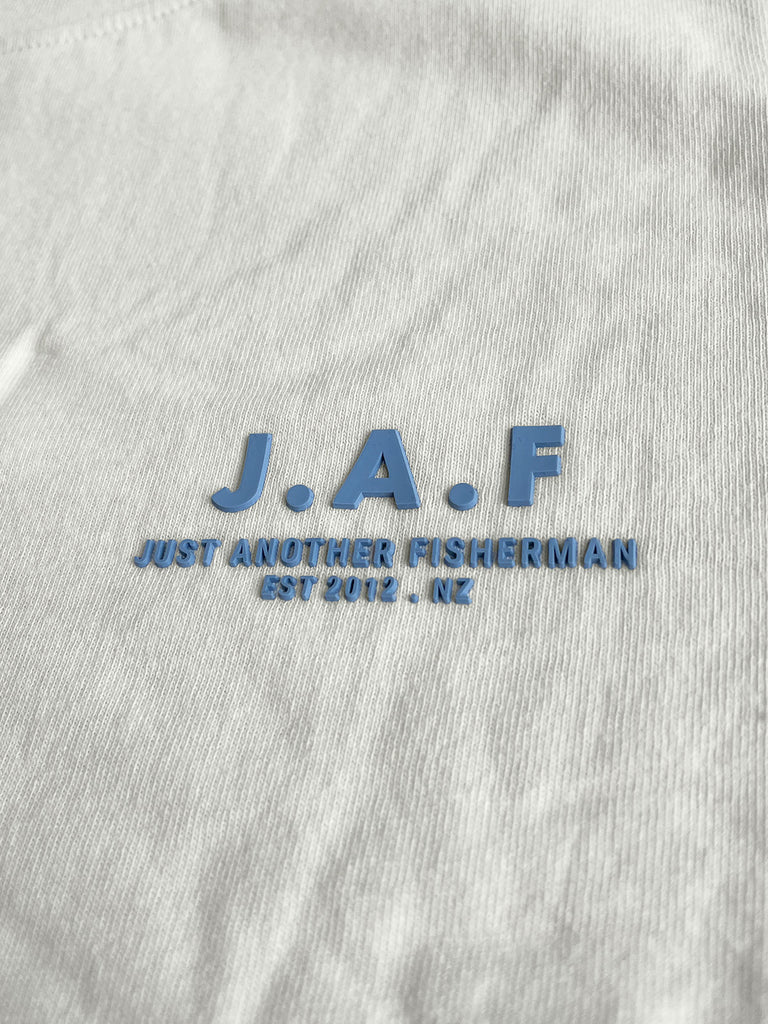 J.A.F
JUST ANOTHER FISHERMAN
EST 2012 . NZ